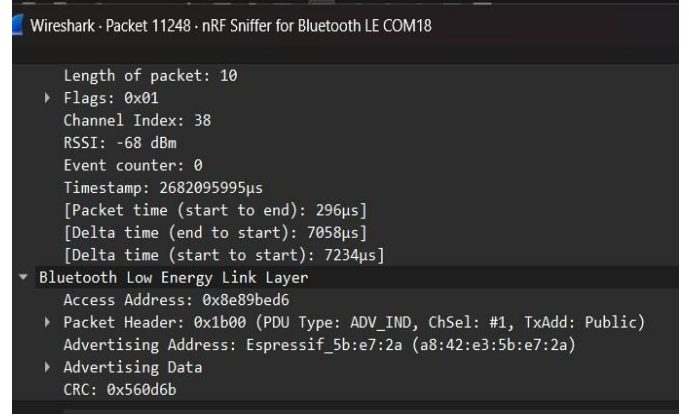 Wireshark · Packet 11248 · nRF Sniffer for Bluetooth LE COM18
Length of packet: 10
Flags: 0x01
Channel Index: 38
RSSI: -68 dBm
Event counter: 0
Timestamp: 2682095995µs
[Packet time (start to end): 296µs]
[Delta time (end to start): 7058µs]
[Delta time (start to start): 7234µs]
Bluetooth Low Energy Link Layer
Access Address: 0x8e89bed6
Packet Header: 0x1b00 (PDU Type: ADV_IND, ChSel: #1, TxAdd: Public)
Advertising Address: Espressif_5b:e7:2a (a8:42:e3:5b:e7:2a)
Advertising Data
CRC: 0x560d6b